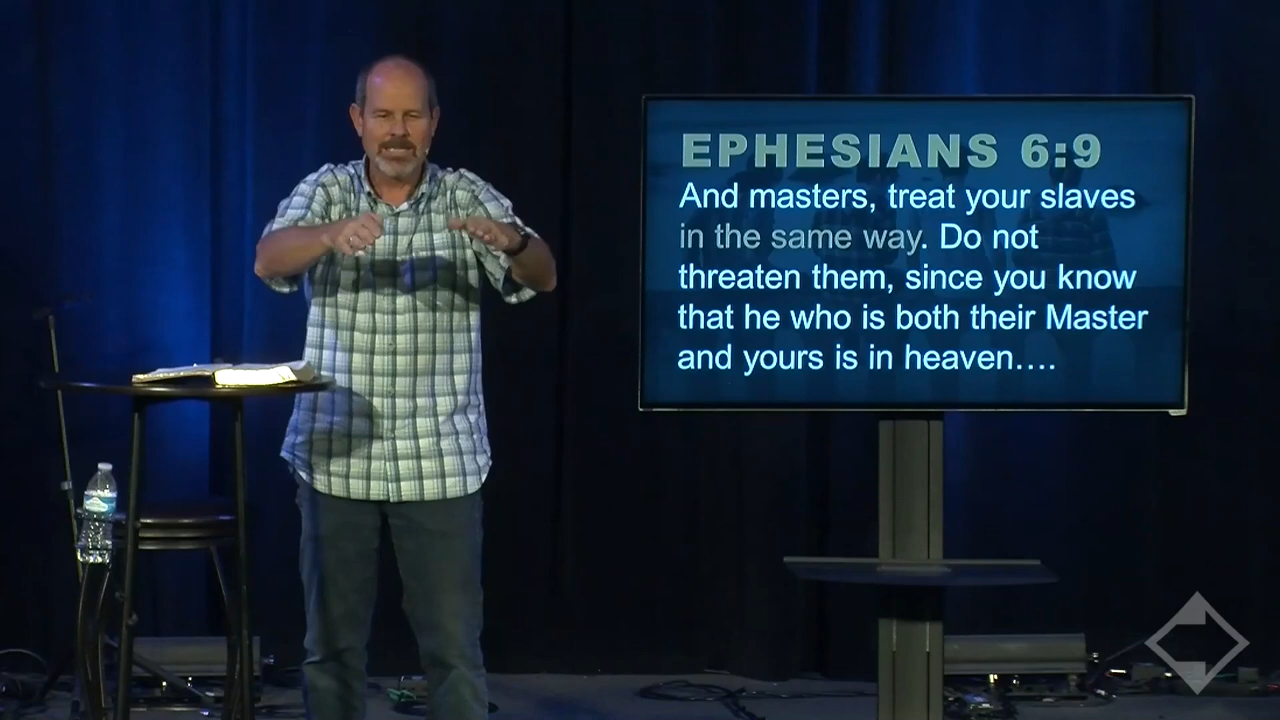 EPHESIANS 6:9
And masters, treat your slaves
in the same way. Do not
threaten them, since you know
that he who is both their Master
and yours is in heaven….